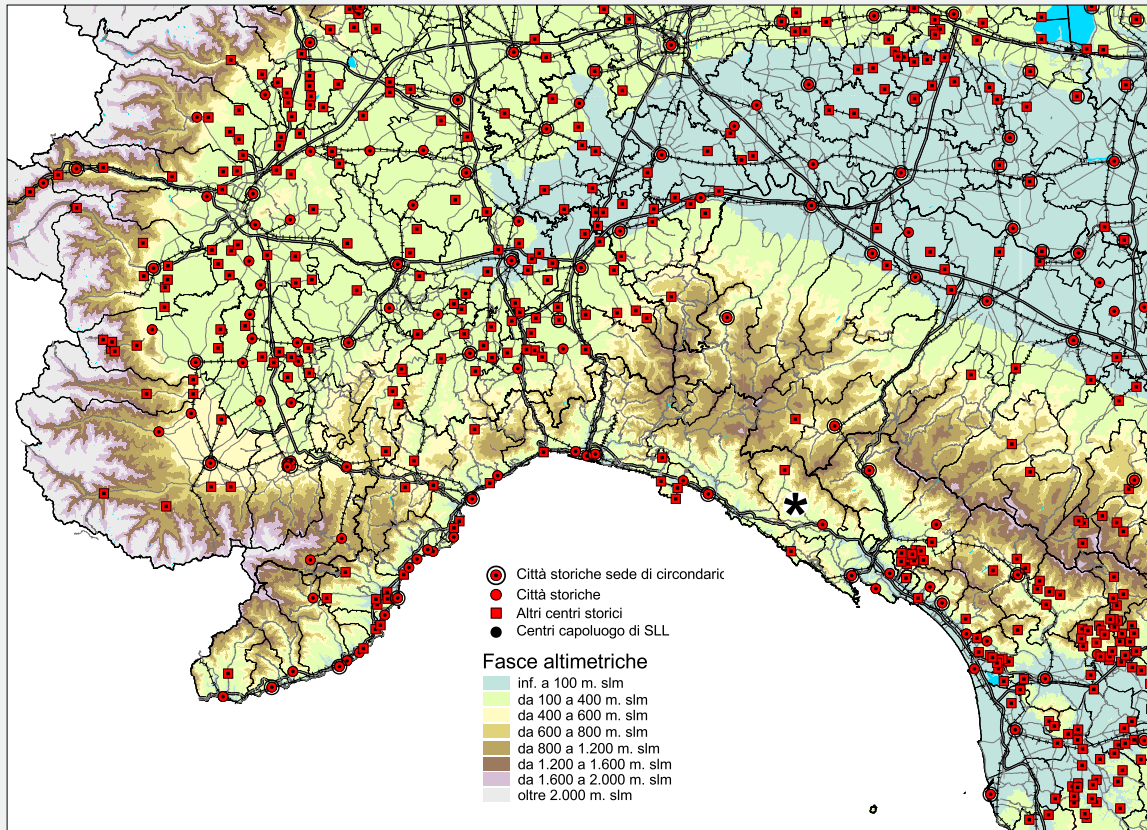 *
Città storiche sede di circondaric
Città storiche
Altri centri storici
Centri capoluogo di SLL
Fasce altimetriche
inf. a 100 m. slm
da 100 a 400 m. slm
da 400 a 600 m. slm
da 600 a 800 m. slm
da 800 a 1.200 m. slm
da 1.200 a 1.600 m. slm
da 1.600 a 2.000 m. slm
oltre 2.000 m. slm